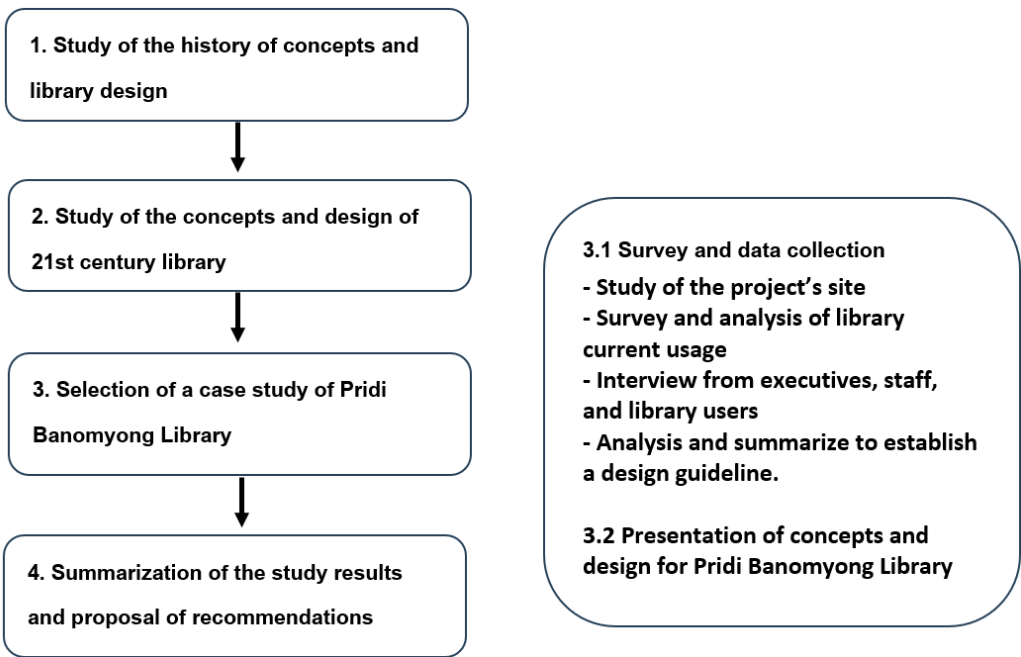 1. Study of the history of concepts and
library design
2. Study of the concepts and design of
21st century library
3. Selection of a case study of Pridi
Banomyong Library
4. Summarization of the study results
and proposal of recommendations
3.1 Survey and data collection
- Study of the project’s site
- Survey and analysis of library
current usage
- Interview from executives, staff,
and library users
- Analysis and summarize to establish
a design guideline.
3.2 Presentation of concepts and
design for Pridi Banomyong Library